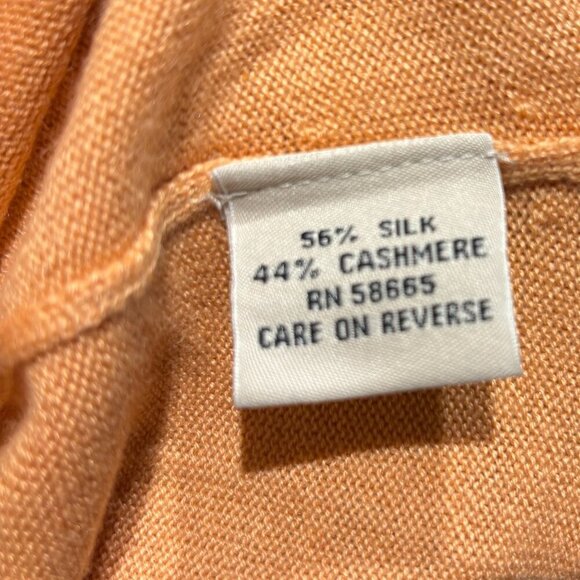 56% SILK
44% CASHMERE
RN 58665
CARE ON REVERSE